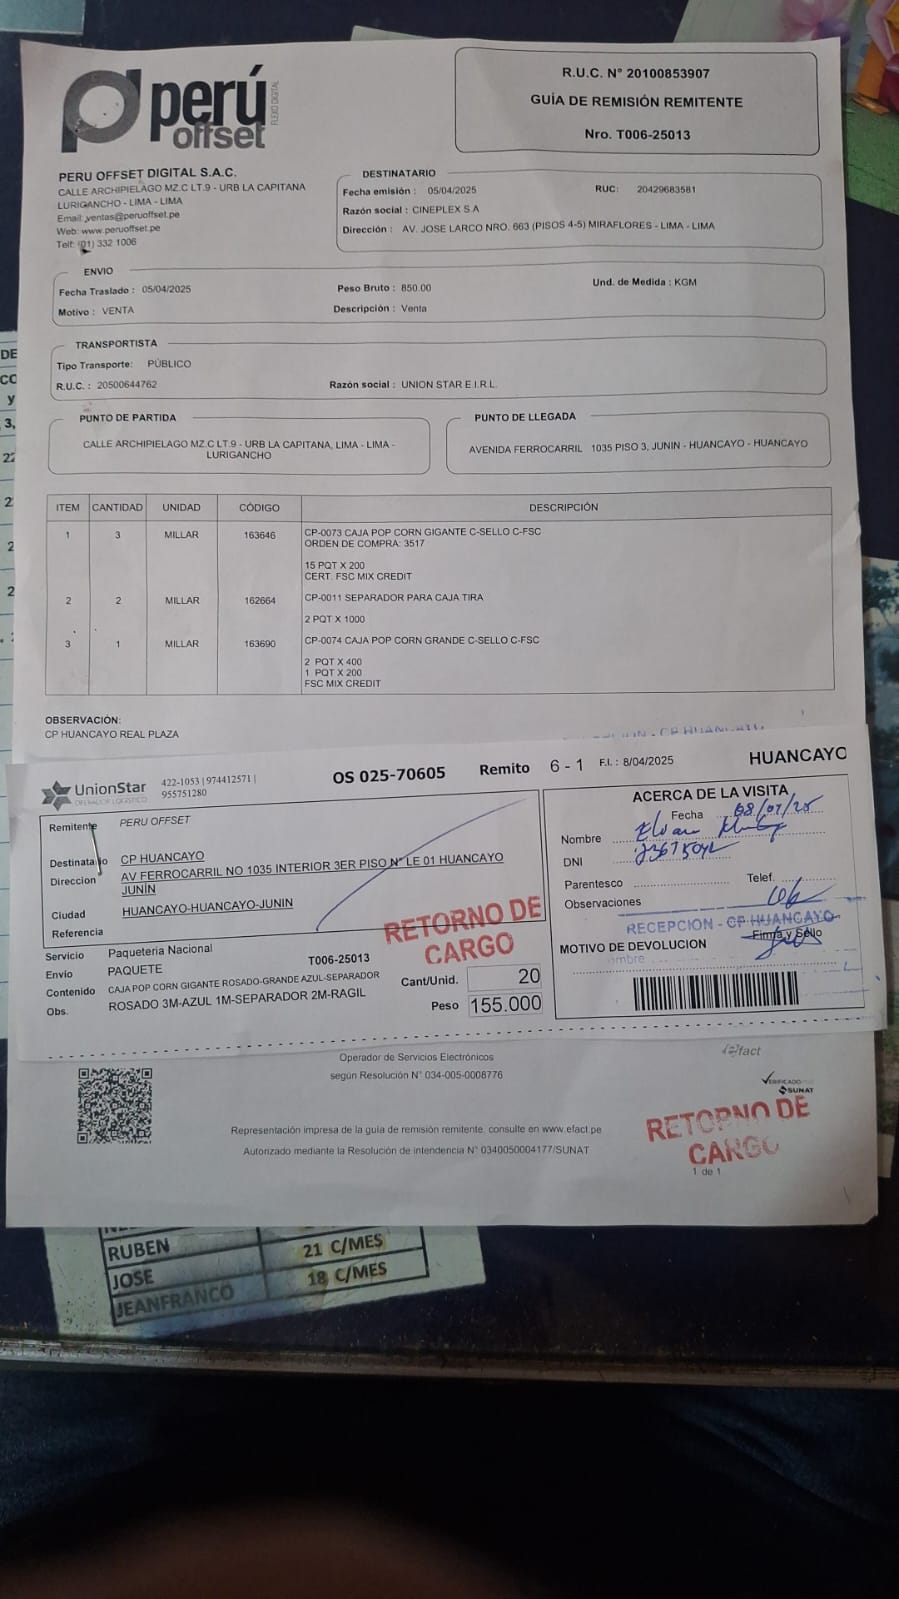 perú
offset
FLEXO DIGITAL
R.U.C. N° 20100853907
GUÍA DE REMISIÓN REMITENTE
Nro. T006-25013
PERU OFFSET DIGITAL S.A.C.
CALLE ARCHIPIELAGO MZ.C LT.9 - URB LA CAPITANA
LURIGANCHO - LIMA - LIMA
Email: ventas@peruoffset.pe
Web: www.peruoffset.pe
Telf: (01) 332 1006
DESTINATARIO
Fecha emisión : 05/04/2025 RUC: 20429683581
Razón social : CINEPLEX S.A
Dirección : AV. JOSE LARCO NRO. 663 (PISOS 4-5) MIRAFLORES - LIMA - LIMA
ENVIO
Fecha Traslado : 05/04/2025 Peso Bruto : 850.00 Und. de Medida : KGM
Motivo : VENTA Descripción : Venta
TRANSPORTISTA
Tipo Transporte: PÚBLICO
R.U.C. : 20500644762 Razón social : UNION STAR E.I.R.L.
PUNTO DE PARTIDA
CALLE ARCHIPIELAGO MZ.C LT.9 - URB LA CAPITANA, LIMA - LIMA -
LURIGANCHO
PUNTO DE LLEGADA
AVENIDA FERROCARRIL 1035 PISO 3, JUNIN - HUANCAYO - HUANCAYO
ITEM CANTIDAD UNIDAD CÓDIGO DESCRIPCIÓN
1 3 MILLAR 163646 CP-0073 CAJA POP CORN GIGANTE C-SELLO C-FSC
ORDEN DE COMPRA: 3517
15 PQT X 200
CERT. FSC MIX CREDIT
2 2 MILLAR 162664 CP-0011 SEPARADOR PARA CAJA TIRA
2 PQT X 1000
3 1 MILLAR 163690 CP-0074 CAJA POP CORN GRANDE C-SELLO C-FSC
2 PQT X 400
1 PQT X 200
FSC MIX CREDIT
OBSERVACIÓN:
CP HUANCAYO REAL PLAZA
UnionStar
OPERADOR LOGISTICO
422-1053 | 974412571 |
955751280
OS 025-70605 Remito 6 - 1 F.I. : 8/04/2025 HUANCAYO
Remitente PERU OFFSET
Destinatario CP HUANCAYO
Direccion AV FERROCARRIL NO 1035 INTERIOR 3ER PISO N° LE 01 HUANCAYO
JUNIN
Ciudad HUANCAYO-HUANCAYO-JUNIN
Referencia
Servicio Paqueteria Nacional
Envío PAQUETE T006-25013
Contenido CAJA POP CORN GIGANTE ROSADO-GRANDE AZUL-SEPARADOR
Obs. ROSADO 3M-AZUL 1M-SEPARADOR 2M-RAGIL
RETORNO DE
CARGO
Cant/Unid. 20
Peso 155.000
ACERCA DE LA VISITA
Fecha
Nombre
DNI
Parentesco Telef.
Observaciones
RECEPCION - CP HUANCAYO
Firma y Sello
MOTIVO DE DEVOLUCION
Operador de Servicios Electrónicos
según Resolución N° 034-005-0008776
efact
VERIFICADO
SUNAT
Representación impresa de la guía de remisión remitente, consulte en www.efact.pe
Autorizado mediante la Resolución de intendencia N° 0340050004177/SUNAT
RETORNO DE
CARGO
1 de 1
RUBEN 21 C/MES
JOSE 18 C/MES
JEANFRANCO